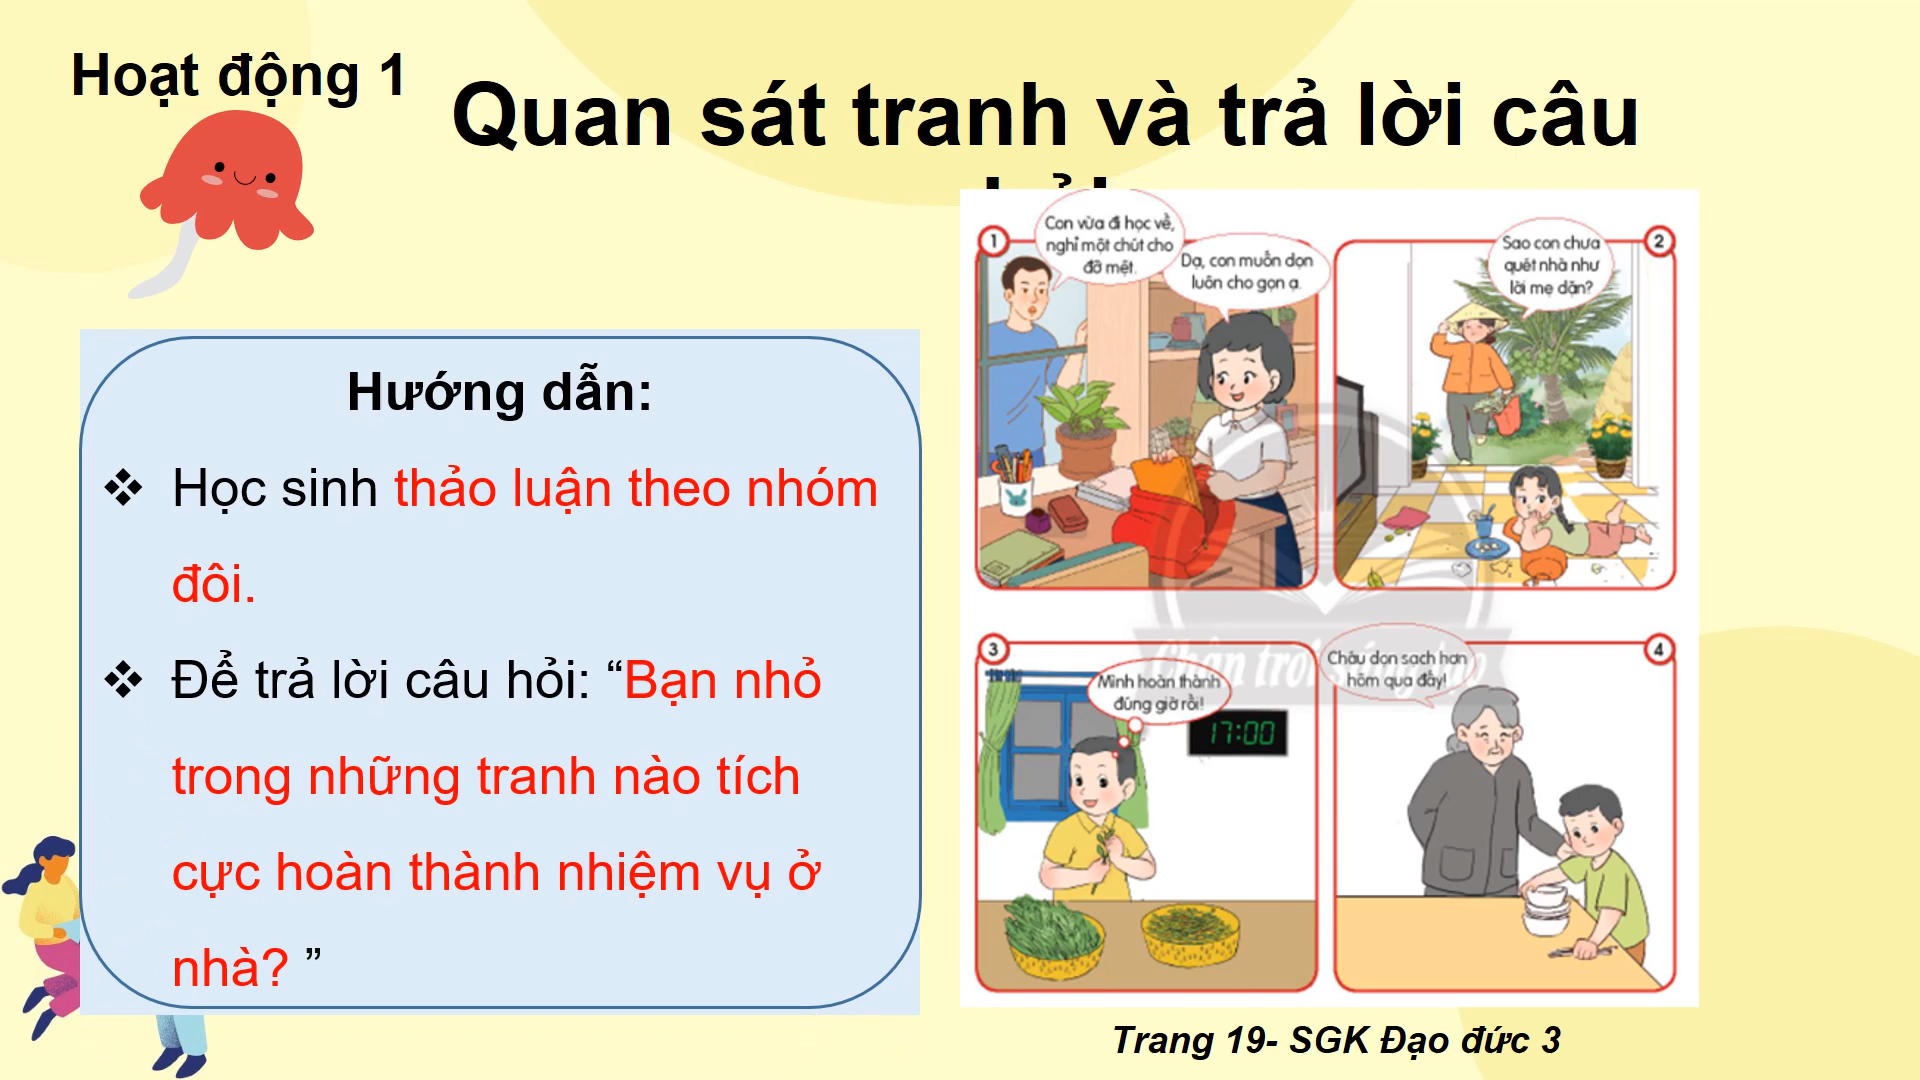 Hoạt động 1
Quan sát tranh và trả lời câu
1
Con vừa đi học về,
nghỉ một chút cho
đỡ mệt.
Dạ, con muốn dọn
luôn cho gọn ạ.
2
Sao con chưa
quét nhà như
lời mẹ dặn?
Hướng dẫn:
❖ Học sinh thảo luận theo nhóm
đôi.
❖ Để trả lời câu hỏi: “Bạn nhỏ
trong những tranh nào tích
cực hoàn thành nhiệm vụ ở
nhà? ”
3
Mình hoàn thành
đúng giờ rồi!
17:00
4
Cháu dọn sạch hơn
hôm qua đấy!
Chân trời
Trang 19- SGK Đạo đức 3